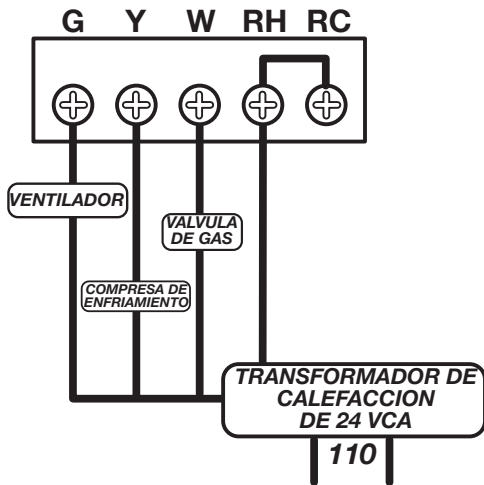 G Y W RH RC
VENTILADOR
VALVULA
DE GAS
COMPRESA DE
ENFRIAMIENTO
TRANSFORMADOR DE
CALEFACCION
DE 24 VCA
110